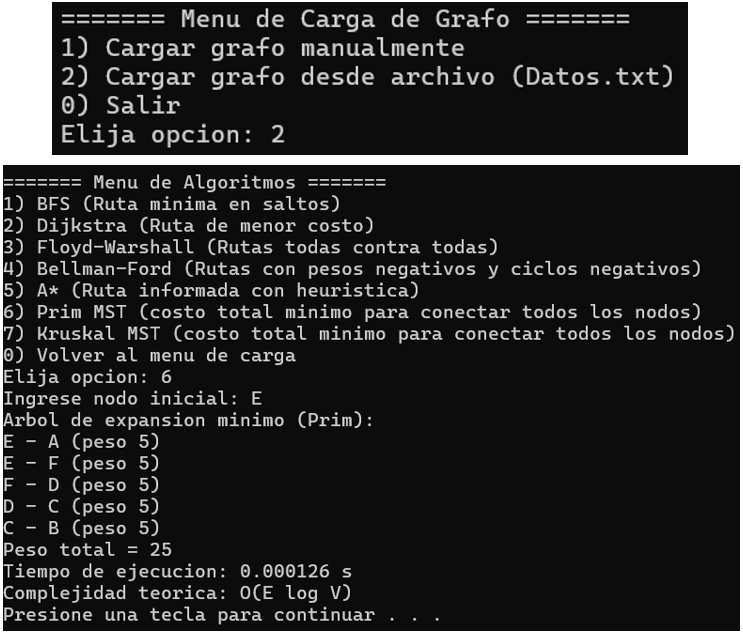 ======= Menu de Carga de Grafo =======
1) Cargar grafo manualmente
2) Cargar grafo desde archivo (Datos.txt)
0) Salir
Elija opcion: 2
======= Menu de Algoritmos =======
1) BFS (Ruta minima en saltos)
2) Dijkstra (Ruta de menor costo)
3) Floyd-Warshall (Rutas todas contra todas)
4) Bellman-Ford (Rutas con pesos negativos y ciclos negativos)
5) A* (Ruta informada con heuristica)
6) Prim MST (costo total minimo para conectar todos los nodos)
7) Kruskal MST (costo total minimo para conectar todos los nodos)
0) Volver al menu de carga
Elija opcion: 6
Ingrese nodo inicial: E
Arbol de expansion minimo (Prim):
E - A (peso 5)
E - F (peso 5)
F - D (peso 5)
D - C (peso 5)
C - B (peso 5)
Peso total = 25
Tiempo de ejecucion: 0.000126 s
Complejidad teorica: O(E log V)
Presione una tecla para continuar . . .